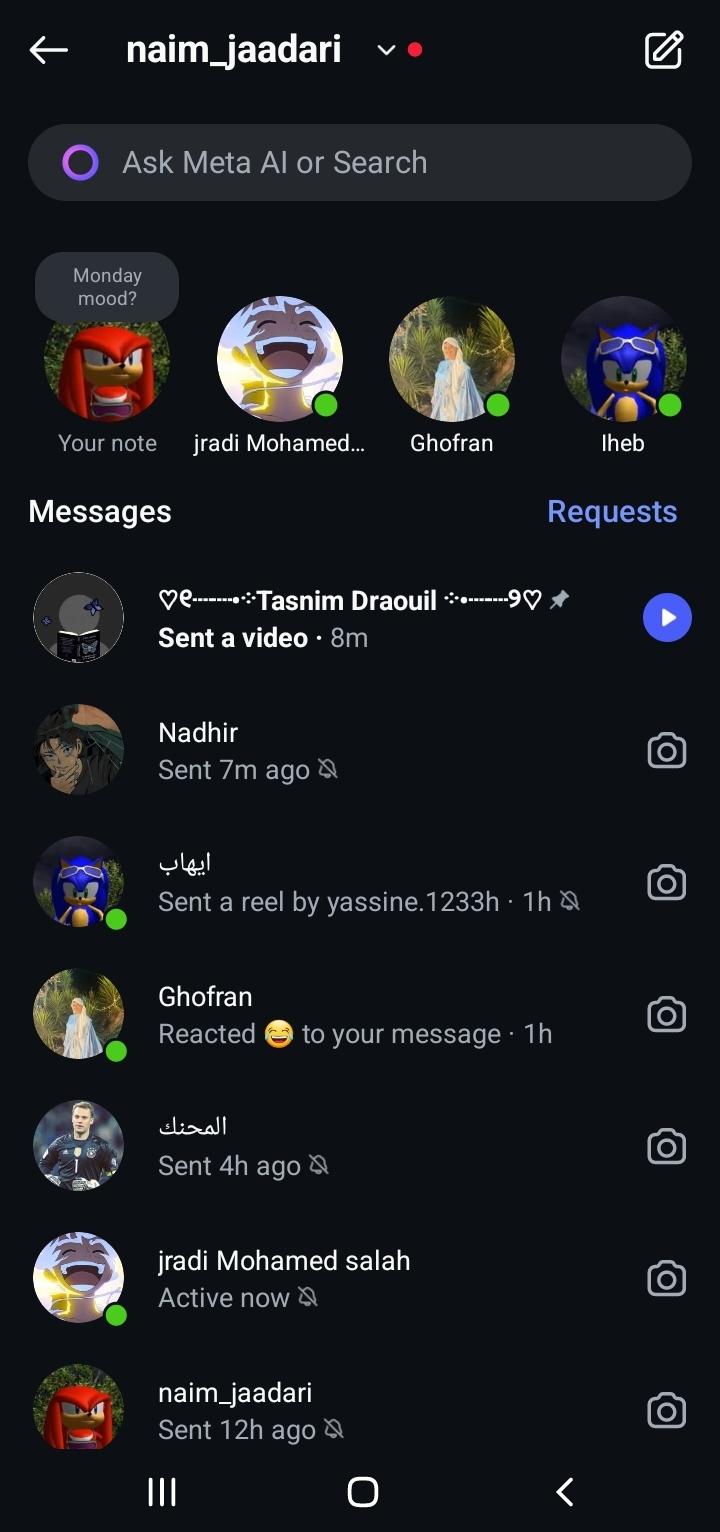 naim_jaadari
Ask Meta AI or Search
Monday
mood?
Your note
jradi Mohamed...
Ghofran
Iheb
Messages
Requests
♡୧┈┈┈•༶Tasnim Draouil ༶•┈┈┈୨♡
Sent a video · 8m
Nadhir
Sent 7m ago
ايهاب
Sent a reel by yassine.1233h · 1h
Ghofran
Reacted 😂 to your message · 1h
المحنك
Sent 4h ago
jradi Mohamed salah
Active now
naim_jaadari
Sent 12h ago